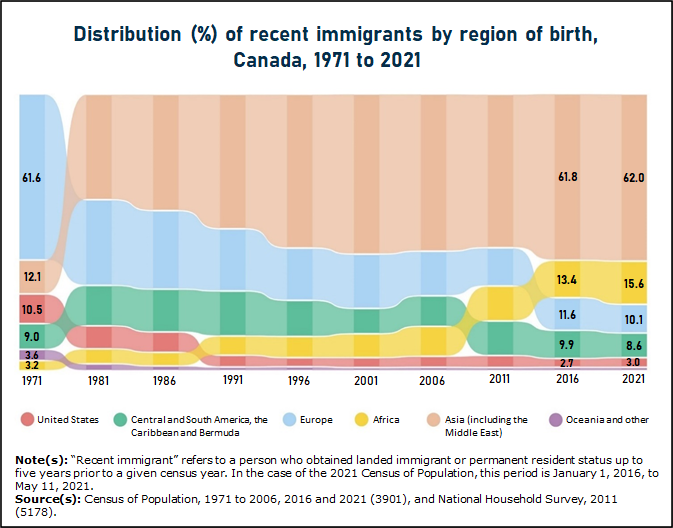 Distribution (%) of recent immigrants by region of birth,
Canada, 1971 to 2021
61.6
12.1
10.5
9.0
3.6
3.2
61.8
13.4
11.6
9.9
2.7
62.0
15.6
10.1
8.6
3.0
1971 1981 1986 1991 1996 2001 2006 2011 2016 2021
United States
Central and South America, the
Caribbean and Bermuda
Europe
Africa
Asia (including the
Middle East)
Oceania and other
Note(s): “Recent immigrant” refers to a person who obtained landed immigrant or permanent resident status up to
five years prior to a given census year. In the case of the 2021 Census of Population, this period is January 1, 2016, to
May 11, 2021.
Source(s): Census of Population, 1971 to 2006, 2016 and 2021 (3901), and National Household Survey, 2011
(5178).